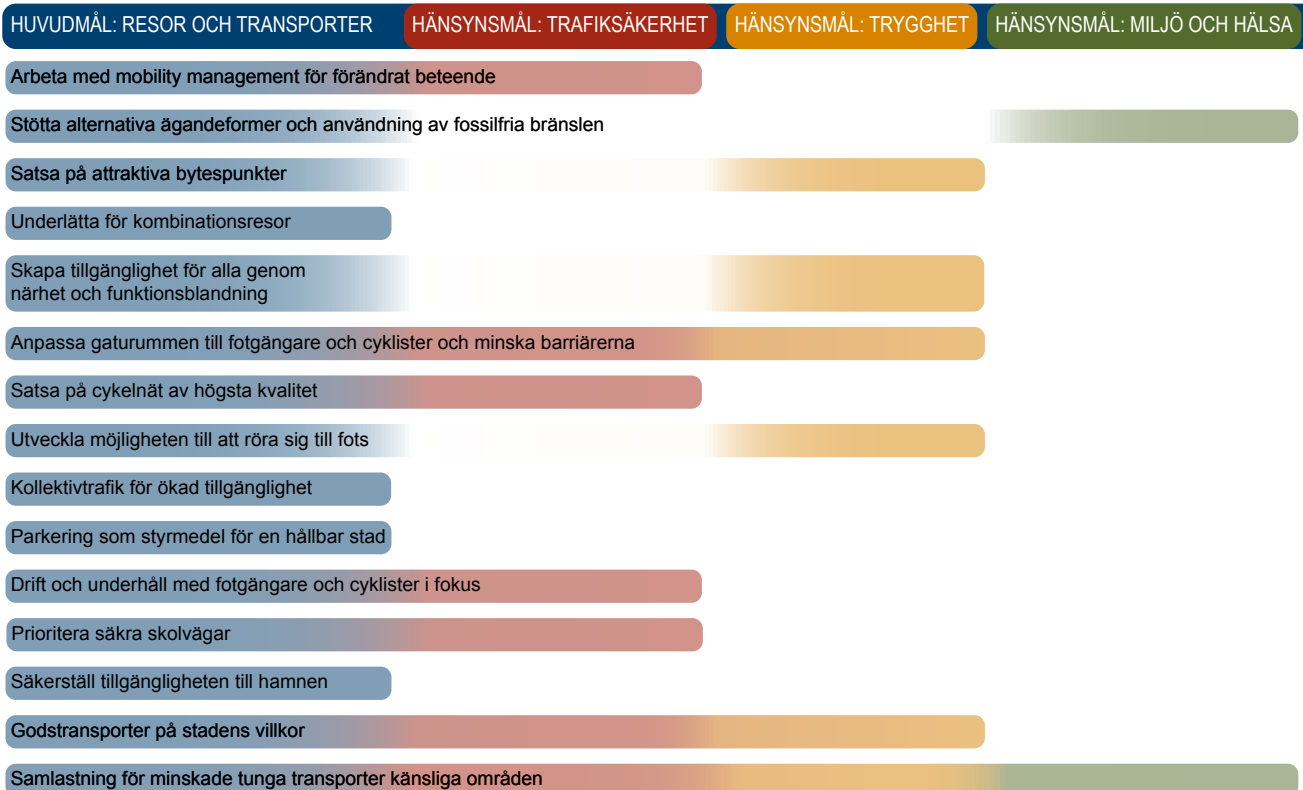 HUVUDMÅL: RESOR OCH TRANSPORTER
HÄNSYNSMÅL: TRAFIKSÄKERHET
HÄNSYNSMÅL: TRYGGHET
HÄNSYNSMÅL: MILJÖ OCH HÄLSA
Arbeta med mobility management för förändrat beteende
Stötta alternativa ägandeformer och användning av fossilfria bränslen
Satsa på attraktiva bytespunkter
Underlätta för kombinationsresor
Skapa tillgänglighet för alla genom
närhet och funktionsblandning
Anpassa gaturummen till fotgängare och cyklister och minska barriärerna
Satsa på cykelnät av högsta kvalitet
Utveckla möjligheten till att röra sig till fots
Kollektivtrafik för ökad tillgänglighet
Parkering som styrmedel för en hållbar stad
Drift och underhåll med fotgängare och cyklister i fokus
Prioritera säkra skolvägar
Säkerställ tillgängligheten till hamnen
Godstransporter på stadens villkor
Samlastning för minskade tunga transporter känsliga områden